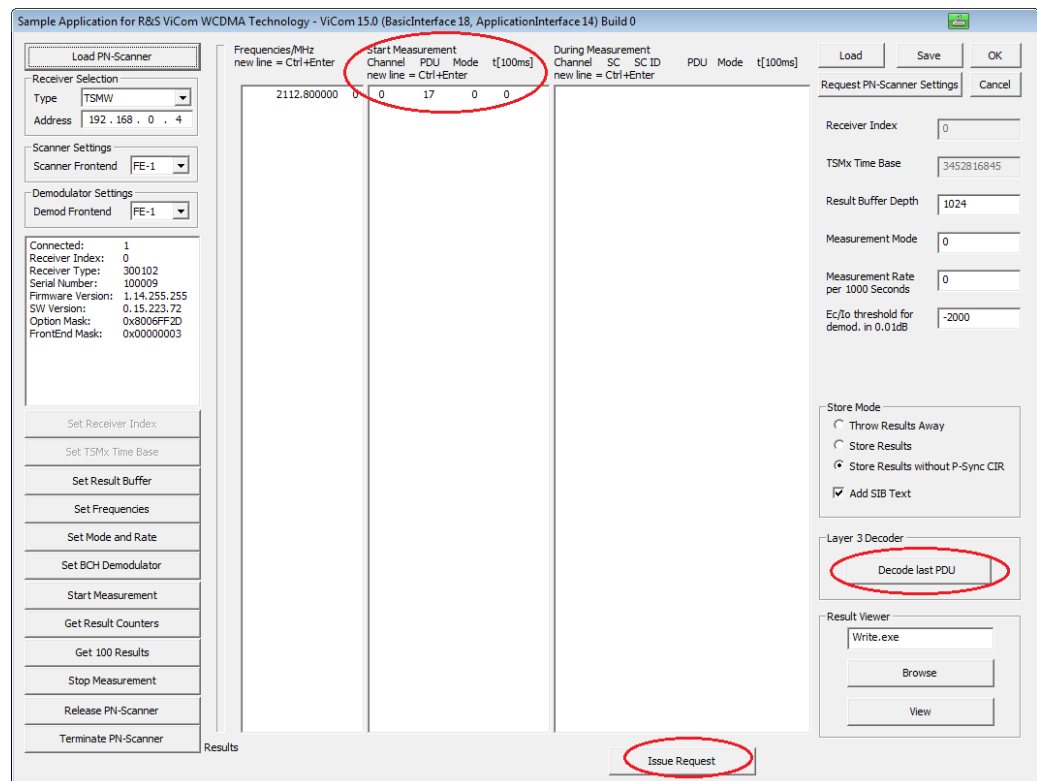 Sample Application for R&S ViCom WCDMA Technology - ViCom 15.0 (BasicInterface 18, ApplicationInterface 14) Build 0
Load PN-Scanner
Receiver Selection
Type TSMW
Address 192 . 168 . 0 . 4
Scanner Settings
Scanner Frontend FE-1
Demodulator Settings
Demod Frontend FE-1
Connected: 1
Receiver Index: 0
Receiver Type: 300102
Serial Number: 100009
Firmware Version: 1.14.255.255
SW Version: 0.15.223.72
Option Mask: 0x8006FF2D
FrontEnd Mask: 0x00000003
Set Receiver Index
Set TSMx Time Base
Set Result Buffer
Set Frequencies
Set Mode and Rate
Set BCH Demodulator
Start Measurement
Get Result Counters
Get 100 Results
Stop Measurement
Release PN-Scanner
Terminate PN-Scanner
Results
Frequencies/MHz
new line = Ctrl+Enter
2112.800000 0
Start Measurement
Channel PDU Mode t[100ms]
new line = Ctrl+Enter
0 17 0 0
During Measurement
Channel SC SC ID PDU Mode t[100ms]
new line = Ctrl+Enter
Issue Request
Load Save OK
Request PN-Scanner Settings Cancel
Receiver Index 0
TSMx Time Base 3452816845
Result Buffer Depth 1024
Measurement Mode 0
Measurement Rate
per 1000 Seconds 0
Ec/Io threshold for
demod. in 0.01dB -2000
Store Mode
Throw Results Away
Store Results
Store Results without P-Sync CIR
Add SIB Text
Layer 3 Decoder
Decode last PDU
Result Viewer
Write.exe
Browse
View